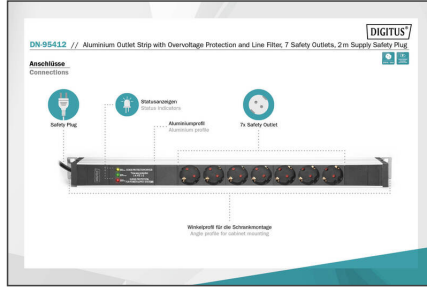 DIGITUS®
DN-95412 // Aluminium Outlet Strip with Overvoltage Protection and Line Filter, 7 Safety Outlets, 2 m Supply Safety Plug
Anschlüsse
Connections
Safety Plug
Statusanzeigen
Status indicators
Aluminiumprofil
Aluminium profile
7x Safety Outlet
Winkelprofil für die Schrankmontage
Angle profile for cabinet mounting